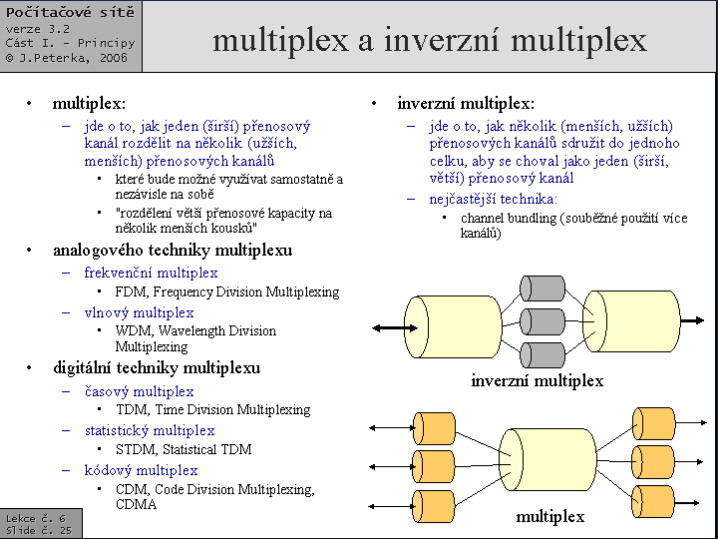 Počítačové sítě
verze 3.2
Část I. – Principy
© J.Peterka, 2006
multiplex a inverzní multiplex
• multiplex:
– jde o to, jak jeden (širší) přenosový
kanál rozdělit na několik (užších,
menších) přenosových kanálů
• které bude možné využívat samostatně a
nezávisle na sobě
• "rozdělení větší přenosové kapacity na
několik menších kousků"
• analogového techniky multiplexu
– frekvenční multiplex
• FDM, Frequency Division Multiplexing
– vlnový multiplex
• WDM, Wavelength Division
Multiplexing
• digitální techniky multiplexu
– časový multiplex
• TDM, Time Division Multiplexing
– statistický multiplex
• STDM, Statistical TDM
– kódový multiplex
• CDM, Code Division Multiplexing,
CDMA
• inverzní multiplex:
– jde o to, jak několik (menších, užších)
přenosových kanálů sdružit do jednoho
celku, aby se choval jako jeden (širší,
větší) přenosový kanál
– nejčastější technika:
• channel bundling (souběžné použití více
kanálů)
inverzní multiplex
multiplex
Lekce č. 6
Slide č. 25